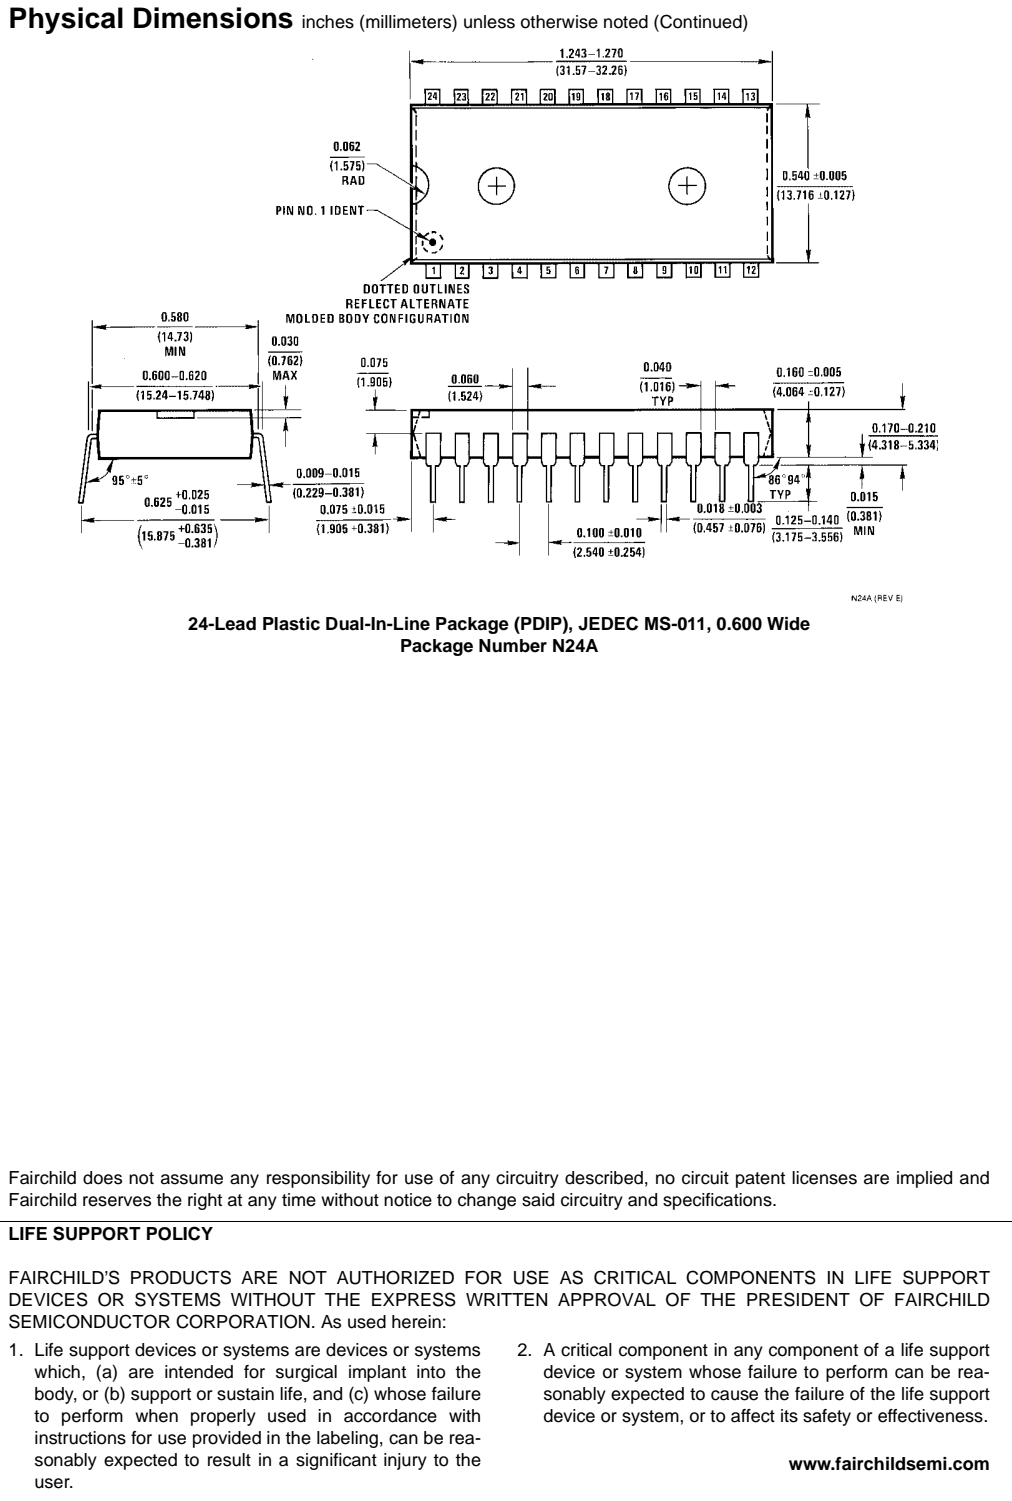 Physical Dimensions inches (millimeters) unless otherwise noted (Continued)
1.243–1.270
(31.57–32.26)
24 23 22 21 20 19 18 17 16 15 14 13
0.062
(1.575)
RAD
0.540 ±0.005
(13.716 ±0.127)
PIN NO. 1 IDENT
1 2 3 4 5 6 7 8 9 10 11 12
DOTTED OUTLINES
REFLECT ALTERNATE
MOLDED BODY CONFIGURATION
0.580
(14.73)
MIN
0.030
(0.762)
MAX
0.600–0.620
(15.24–15.748)
0.075
(1.905)
0.060
(1.524)
0.040
(1.016)
TYP
0.160 ±0.005
(4.064 ±0.127)
0.170–0.210
(4.318–5.334)
95°±5°
0.009–0.015
(0.229–0.381)
86°94°
TYP
0.625 +0.025
–0.015
(15.875 +0.635
–0.381)
0.075 ±0.015
(1.905 ±0.381)
0.018 ±0.003
(0.457 ±0.076)
0.015
(0.381)
MIN
0.125–0.140
(3.175–3.556)
0.100 ±0.010
(2.540 ±0.254)
N24A (REV E)
24-Lead Plastic Dual-In-Line Package (PDIP), JEDEC MS-011, 0.600 Wide
Package Number N24A
Fairchild does not assume any responsibility for use of any circuitry described, no circuit patent licenses are implied and
Fairchild reserves the right at any time without notice to change said circuitry and specifications.
LIFE SUPPORT POLICY
FAIRCHILD'S PRODUCTS ARE NOT AUTHORIZED FOR USE AS CRITICAL COMPONENTS IN LIFE SUPPORT
DEVICES OR SYSTEMS WITHOUT THE EXPRESS WRITTEN APPROVAL OF THE PRESIDENT OF FAIRCHILD
SEMICONDUCTOR CORPORATION. As used herein:
1. Life support devices or systems are devices or systems
which, (a) are intended for surgical implant into the
body, or (b) support or sustain life, and (c) whose failure
to perform when properly used in accordance with
instructions for use provided in the labeling, can be rea-
sonably expected to result in a significant injury to the
user.
2. A critical component in any component of a life support
device or system whose failure to perform can be rea-
sonably expected to cause the failure of the life support
device or system, or to affect its safety or effectiveness.
www.fairchildsemi.com